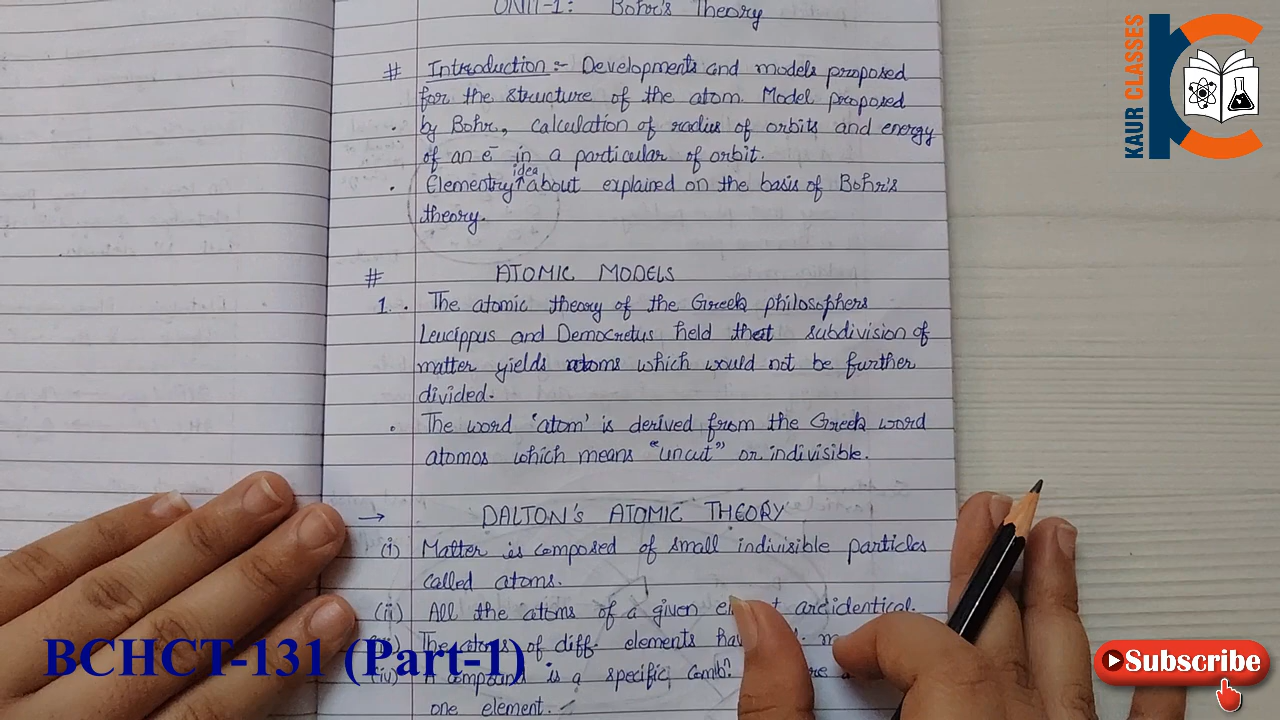 UNIT-1: Bohr's Theory
# Introduction :- Developments and models proposed
for the structure of the atom. Model proposed
. by Bohr, calculation of radius of orbits and energy
of an e⁻ in a particular of orbit.
idea
. Elementry ↑ about explained on the basis of Bohr's
theory.
# ATOMIC MODELS
1. . The atomic theory of the Greek philosophers
Leucippus and Democretus held that subdivision of
matter yields atoms which would not be further
divided.
. The word 'atom' is derived from the Greek word
atomos which means "uncut" or indivisible.
→ DALTON's ATOMIC THEORY
(i) Matter is composed of small indivisible particles
called atoms.
(ii) All the atoms of a given are identical.
The atoms of diff. elements
(iv) A compound is a specific combn.
one element.
BCHCT-131 (Part-1)
KAUR CLASSES
Subscribe